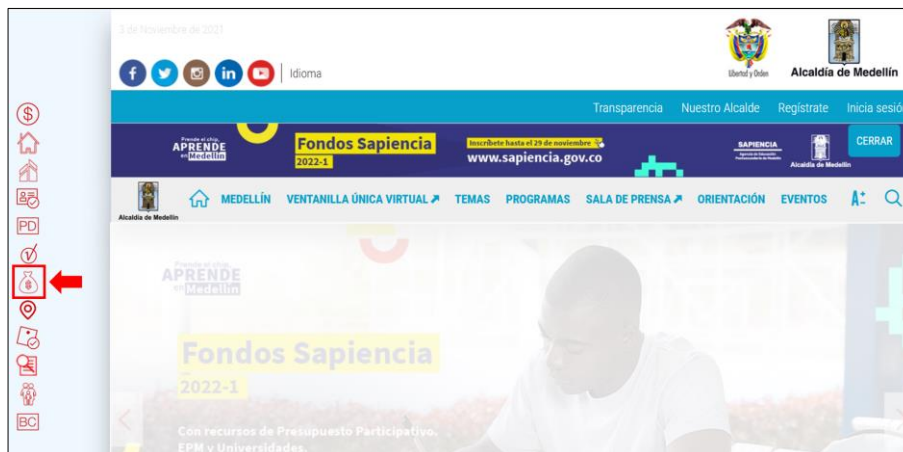 3 de Noviembre de 2021
Libertad y Orden
Alcaldía de Medellín
Idioma
Transparencia Nuestro Alcalde Regístrate Inicia sesió
Prende el chip,
APRENDE
en Medellín
Fondos Sapiencia
2022-1
Inscríbete hasta el 29 de noviembre
www.sapiencia.gov.co
SAPIENCIA
Alcaldía de Medellín
CERRAR
Alcaldía de Medellín
MEDELLÍN VENTANILLA ÚNICA VIRTUAL TEMAS PROGRAMAS SALA DE PRENSA ORIENTACIÓN EVENTOS
PD
BC
Prende el chip,
APRENDE
en Medellín
Fondos Sapiencia
2022-1
Con recursos de Presupuesto Participativo,
EPM y Universidades.